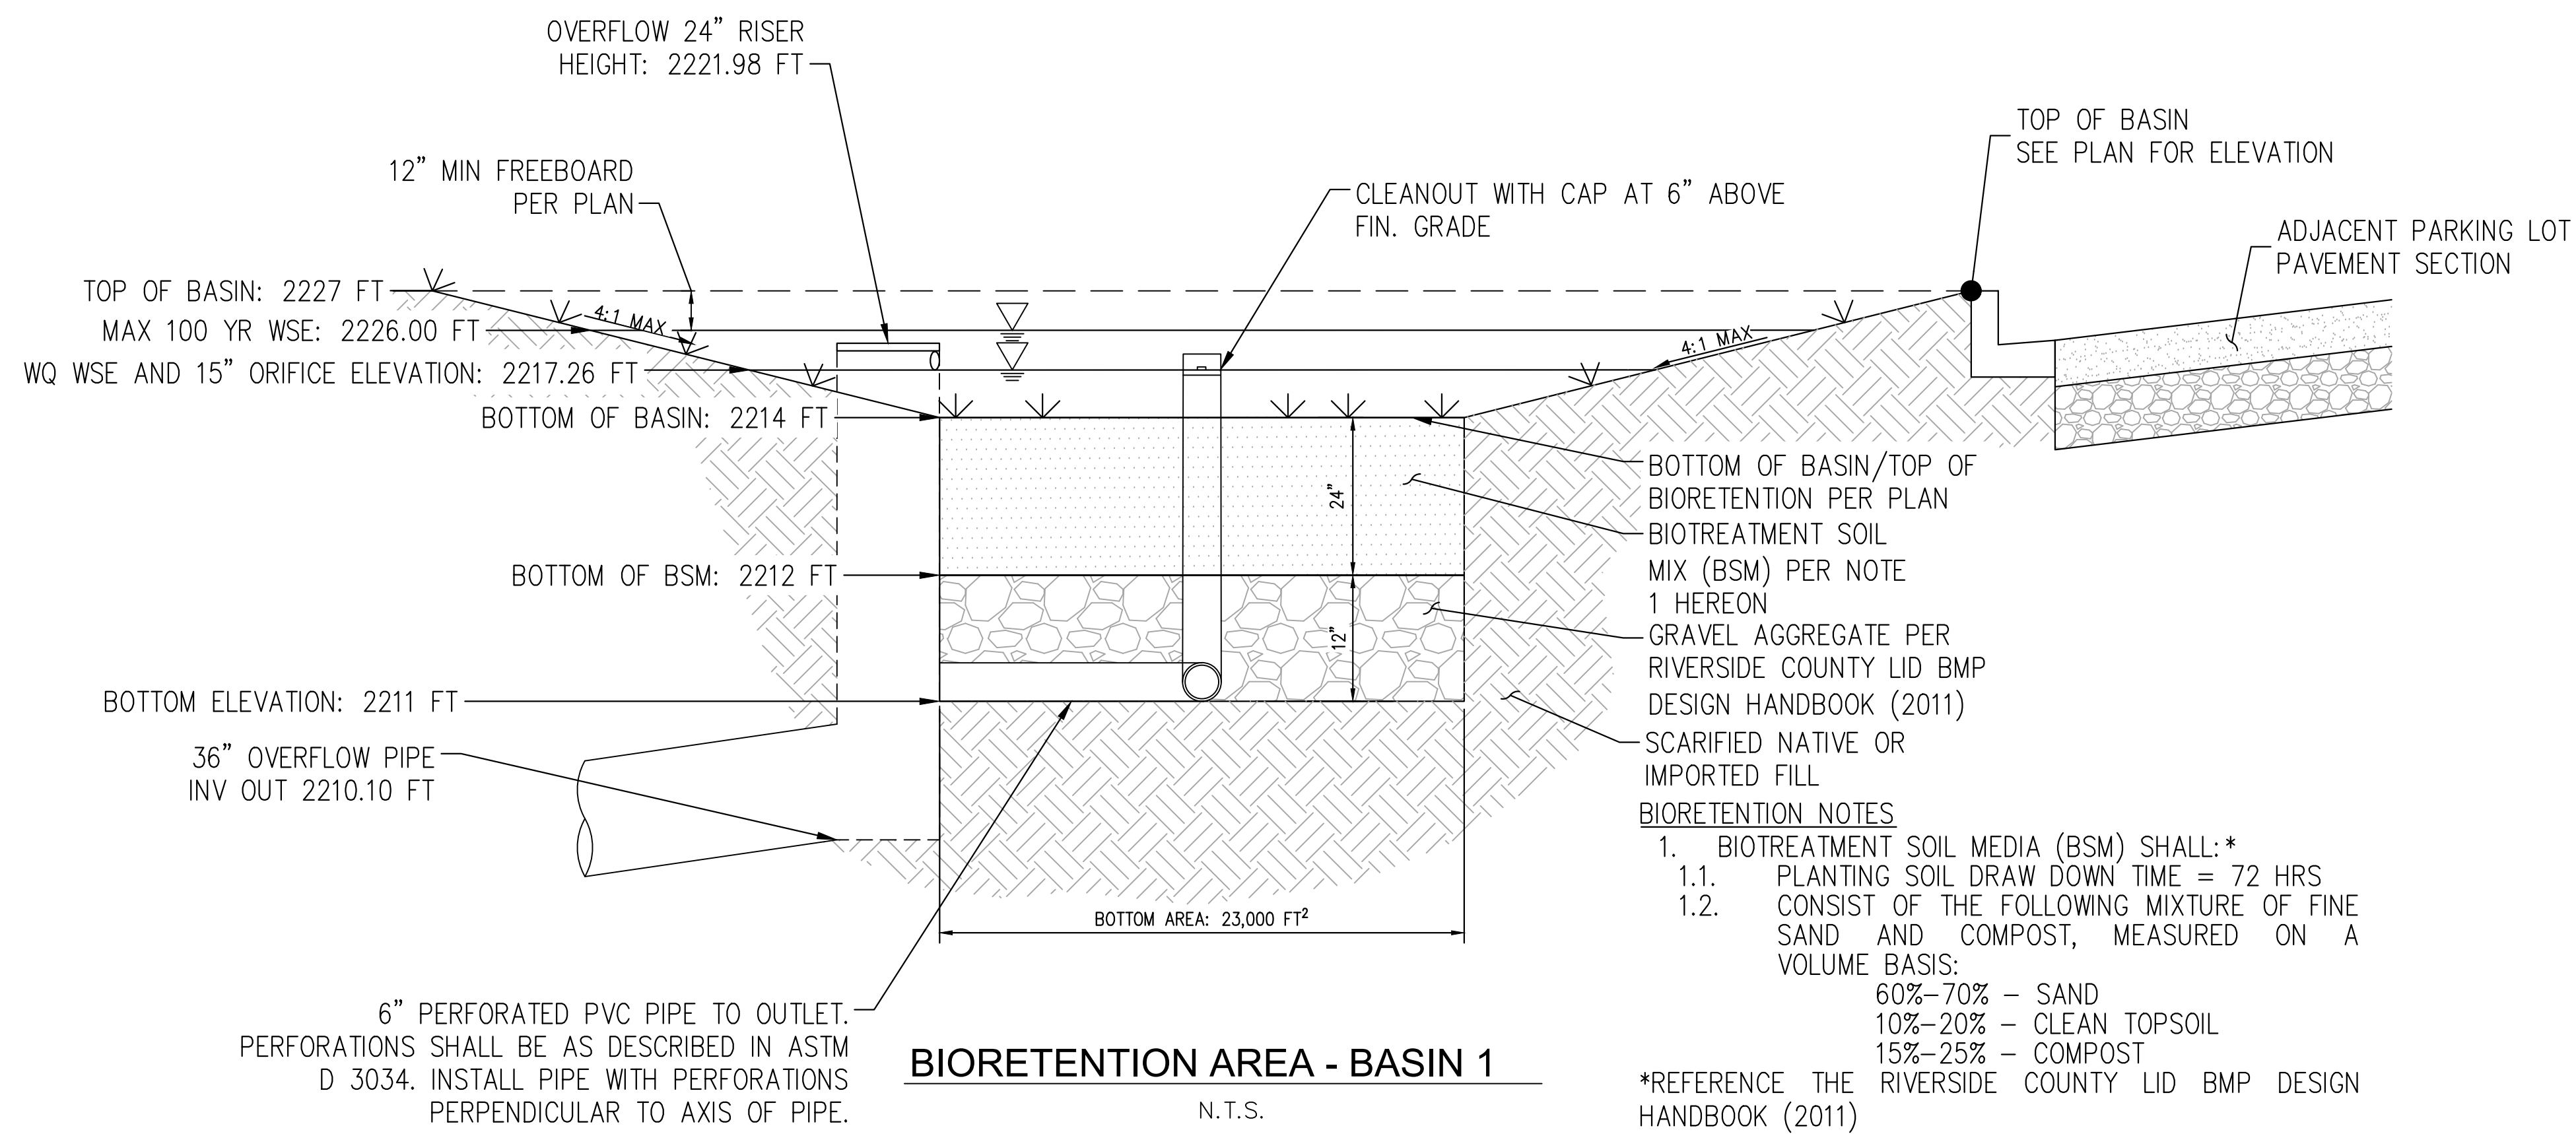 OVERFLOW 24" RISER
HEIGHT: 2221.98 FT
12" MIN FREEBOARD
PER PLAN
TOP OF BASIN
SEE PLAN FOR ELEVATION
CLEANOUT WITH CAP AT 6" ABOVE
FIN. GRADE
ADJACENT PARKING LOT
PAVEMENT SECTION
TOP OF BASIN: 2227 FT
4:1 MAX
MAX 100 YR WSE: 2226.00 FT
4:1 MAX
WQ WSE AND 15" ORIFICE ELEVATION: 2217.26 FT
BOTTOM OF BASIN: 2214 FT
BOTTOM OF BASIN/TOP OF
BIORETENTION PER PLAN
24"
BIOTREATMENT SOIL
MIX (BSM) PER NOTE
1 HEREON
BOTTOM OF BSM: 2212 FT
12"
GRAVEL AGGREGATE PER
RIVERSIDE COUNTY LID BMP
DESIGN HANDBOOK (2011)
BOTTOM ELEVATION: 2211 FT
SCARIFIED NATIVE OR
IMPORTED FILL
36" OVERFLOW PIPE
INV OUT 2210.10 FT
BOTTOM AREA: 23,000 FT²
BIORETENTION NOTES
1. BIOTREATMENT SOIL MEDIA (BSM) SHALL:*
1.1. PLANTING SOIL DRAW DOWN TIME = 72 HRS
1.2. CONSIST OF THE FOLLOWING MIXTURE OF FINE
SAND AND COMPOST, MEASURED ON A
VOLUME BASIS:
60%-70% - SAND
10%-20% - CLEAN TOPSOIL
15%-25% - COMPOST
*REFERENCE THE RIVERSIDE COUNTY LID BMP DESIGN
HANDBOOK (2011)
6" PERFORATED PVC PIPE TO OUTLET.
PERFORATIONS SHALL BE AS DESCRIBED IN ASTM
D 3034. INSTALL PIPE WITH PERFORATIONS
PERPENDICULAR TO AXIS OF PIPE.
BIORETENTION AREA - BASIN 1
N.T.S.